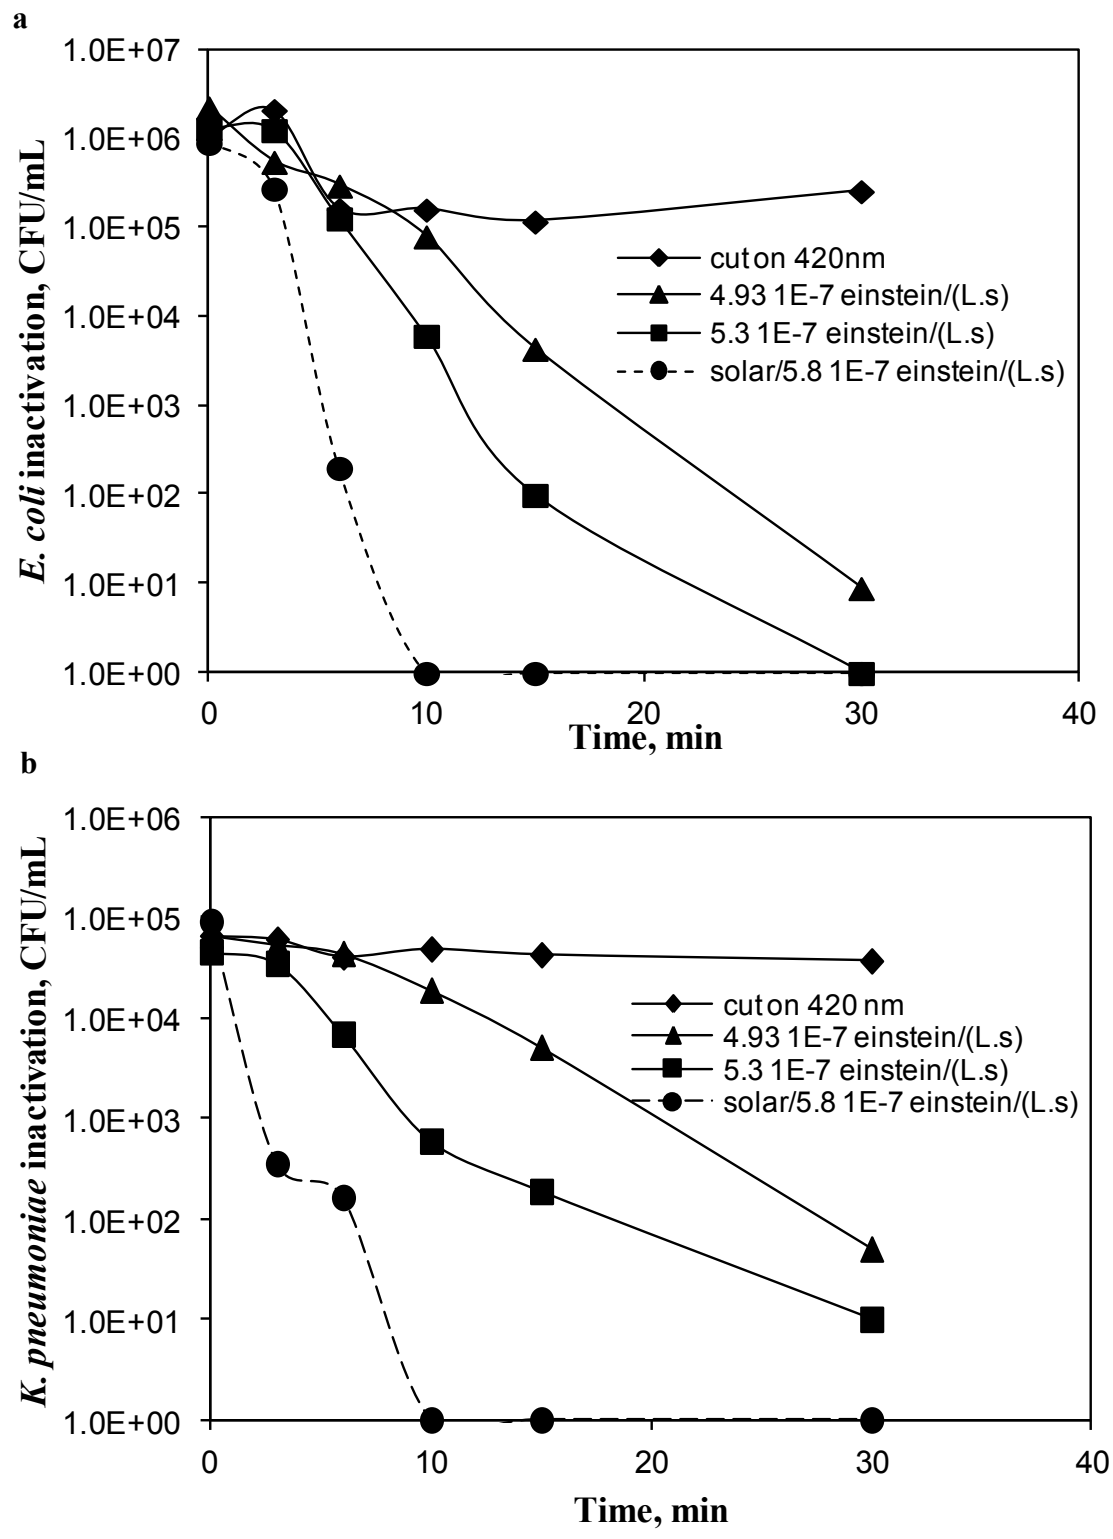 a
1.0E+07
1.0E+06
1.0E+05
1.0E+04
1.0E+03
1.0E+02
1.0E+01
1.0E+00
E. coli inactivation, CFU/mL
cut on 420nm
4.93 1E-7 einstein/(L.s)
5.3 1E-7 einstein/(L.s)
solar/5.8 1E-7 einstein/(L.s)
0 10 20 30 40
Time, min
b
1.0E+06
1.0E+05
1.0E+04
1.0E+03
1.0E+02
1.0E+01
1.0E+00
K. pneumoniae inactivation, CFU/mL
cut on 420 nm
4.93 1E-7 einstein/(L.s)
5.3 1E-7 einstein/(L.s)
solar/5.8 1E-7 einstein/(L.s)
0 10 20 30 40
Time, min